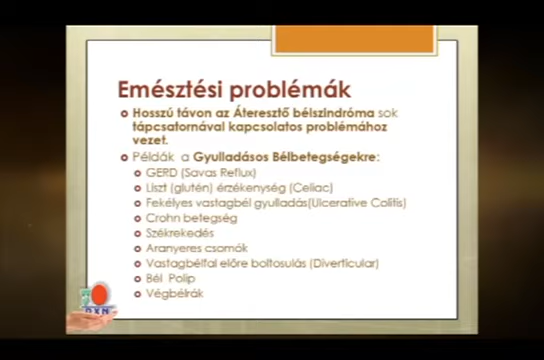 Emésztési problémák
Hosszú távon az Áteresztő bélszindróma sok
tápcsatornával kapcsolatos problémához
vezet.
Példák a Gyulladásos Bélbetegségekre:
GERD (Savas Reflux)
Liszt (glutén) érzékenység (Celiac)
Fekélyes vastagbél gyulladás(Ulcerative Colitis)
Crohn betegség
Székrekedés
Aranyeres csomók
Vastagbélfal előre boltosulás (Diverticular)
Bél Polip
Végbélrák
DXN